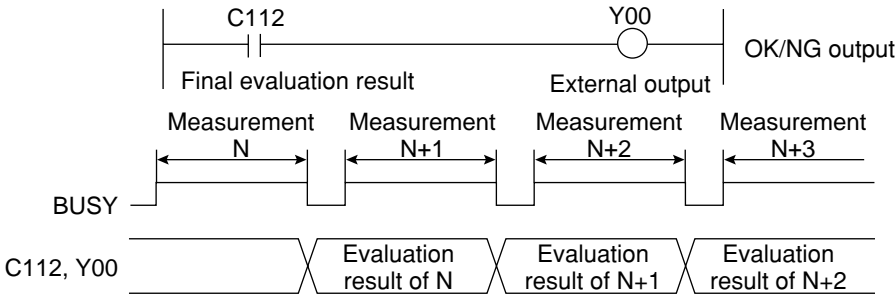 C112
Y00
OK/NG output
Final evaluation result
External output
Measurement N
Measurement N+1
Measurement N+2
Measurement N+3
BUSY
C112, Y00
Evaluation
result of N
Evaluation
result of N+1
Evaluation
result of N+2